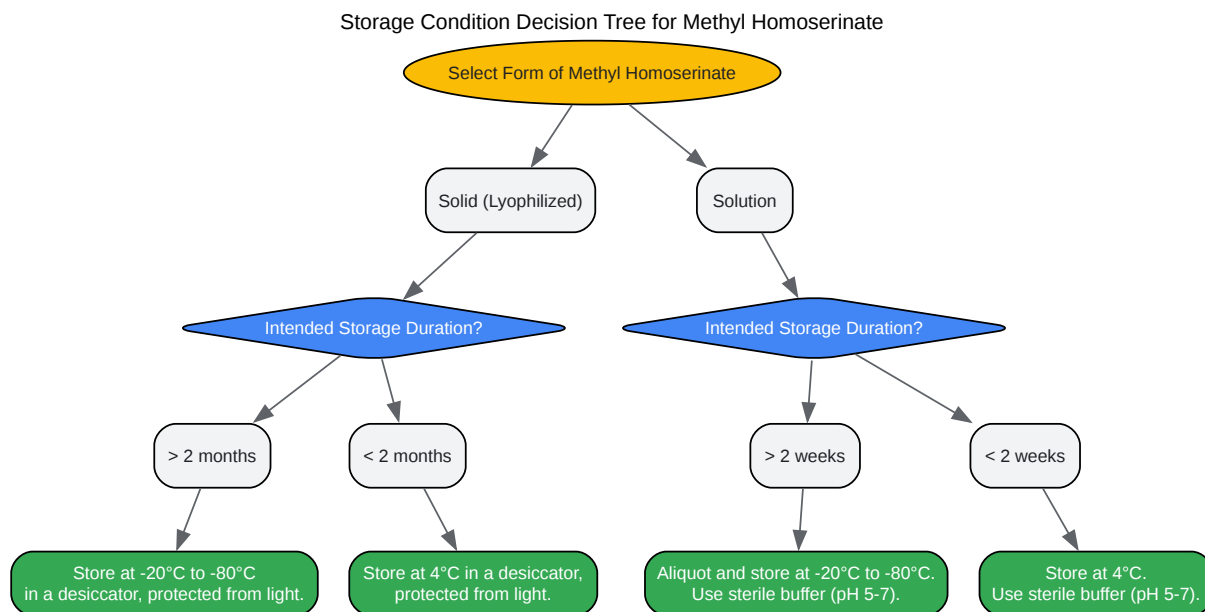 Storage Condition Decision Tree for Methyl Homoserinate
Select Form of Methyl Homoserinate
Solid (Lyophilized)
Solution
Intended Storage Duration?
Intended Storage Duration?
> 2 months
< 2 months
> 2 weeks
< 2 weeks
Store at -20°C to -80°C
in a desiccator, protected from light.
Store at 4°C in a desiccator,
protected from light.
Aliquot and store at -20°C to -80°C.
Use sterile buffer (pH 5-7).
Store at 4°C.
Use sterile buffer (pH 5-7).